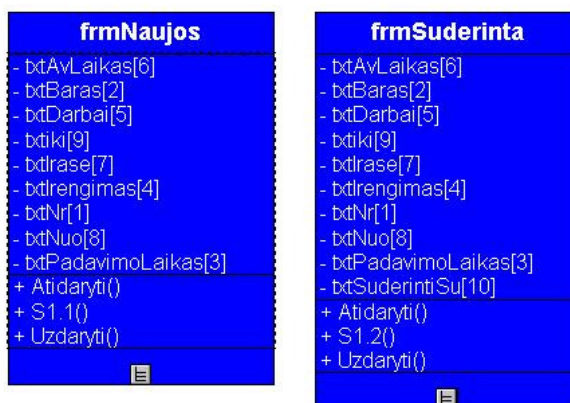 frmNaujos
- txtAvLaikas[6]
- txtBaras[2]
- txtDarbai[5]
- txtiki[9]
- txtIrase[7]
- txtIrengimas[4]
- txtNr[1]
- txtNuo[8]
- txtPadavimoLaikas[3]
+ Atidaryti()
+ S1.1()
+ Uzdaryti()
frmSuderinta
- txtAvLaikas[6]
- txtBaras[2]
- txtDarbai[5]
- txtiki[9]
- txtIrase[7]
- txtIrengimas[4]
- txtNr[1]
- txtNuo[8]
- txtPadavimoLaikas[3]
- txtSuderintiSu[10]
+ Atidaryti()
+ S1.2()
+ Uzdaryti()